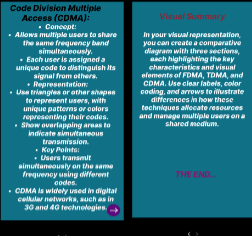 Code Division Multiple
Access (CDMA):
• Concept:
• Allows multiple users to share
the same frequency band
simultaneously.
• Each user is assigned a
unique code to distinguish its
signal from others.
• Representation:
• Use triangles or other shapes
to represent users, with
unique patterns or colors
representing their codes.
• Show overlapping areas to
indicate simultaneous
transmission.
• Key Points:
• Users transmit
simultaneously on the same
frequency using different
codes.
• CDMA is widely used in digital
cellular networks, such as in
3G and 4G technologies.
Visual Summary
In your visual representation,
you can create a comparative
diagram with three sections,
each highlighting the key
characteristics and visual
elements of FDMA, TDMA, and
CDMA. Use clear labels, color
coding, and arrows to illustrate
differences in how these
techniques allocate resources
and manage multiple users on a
shared medium.
THE END...